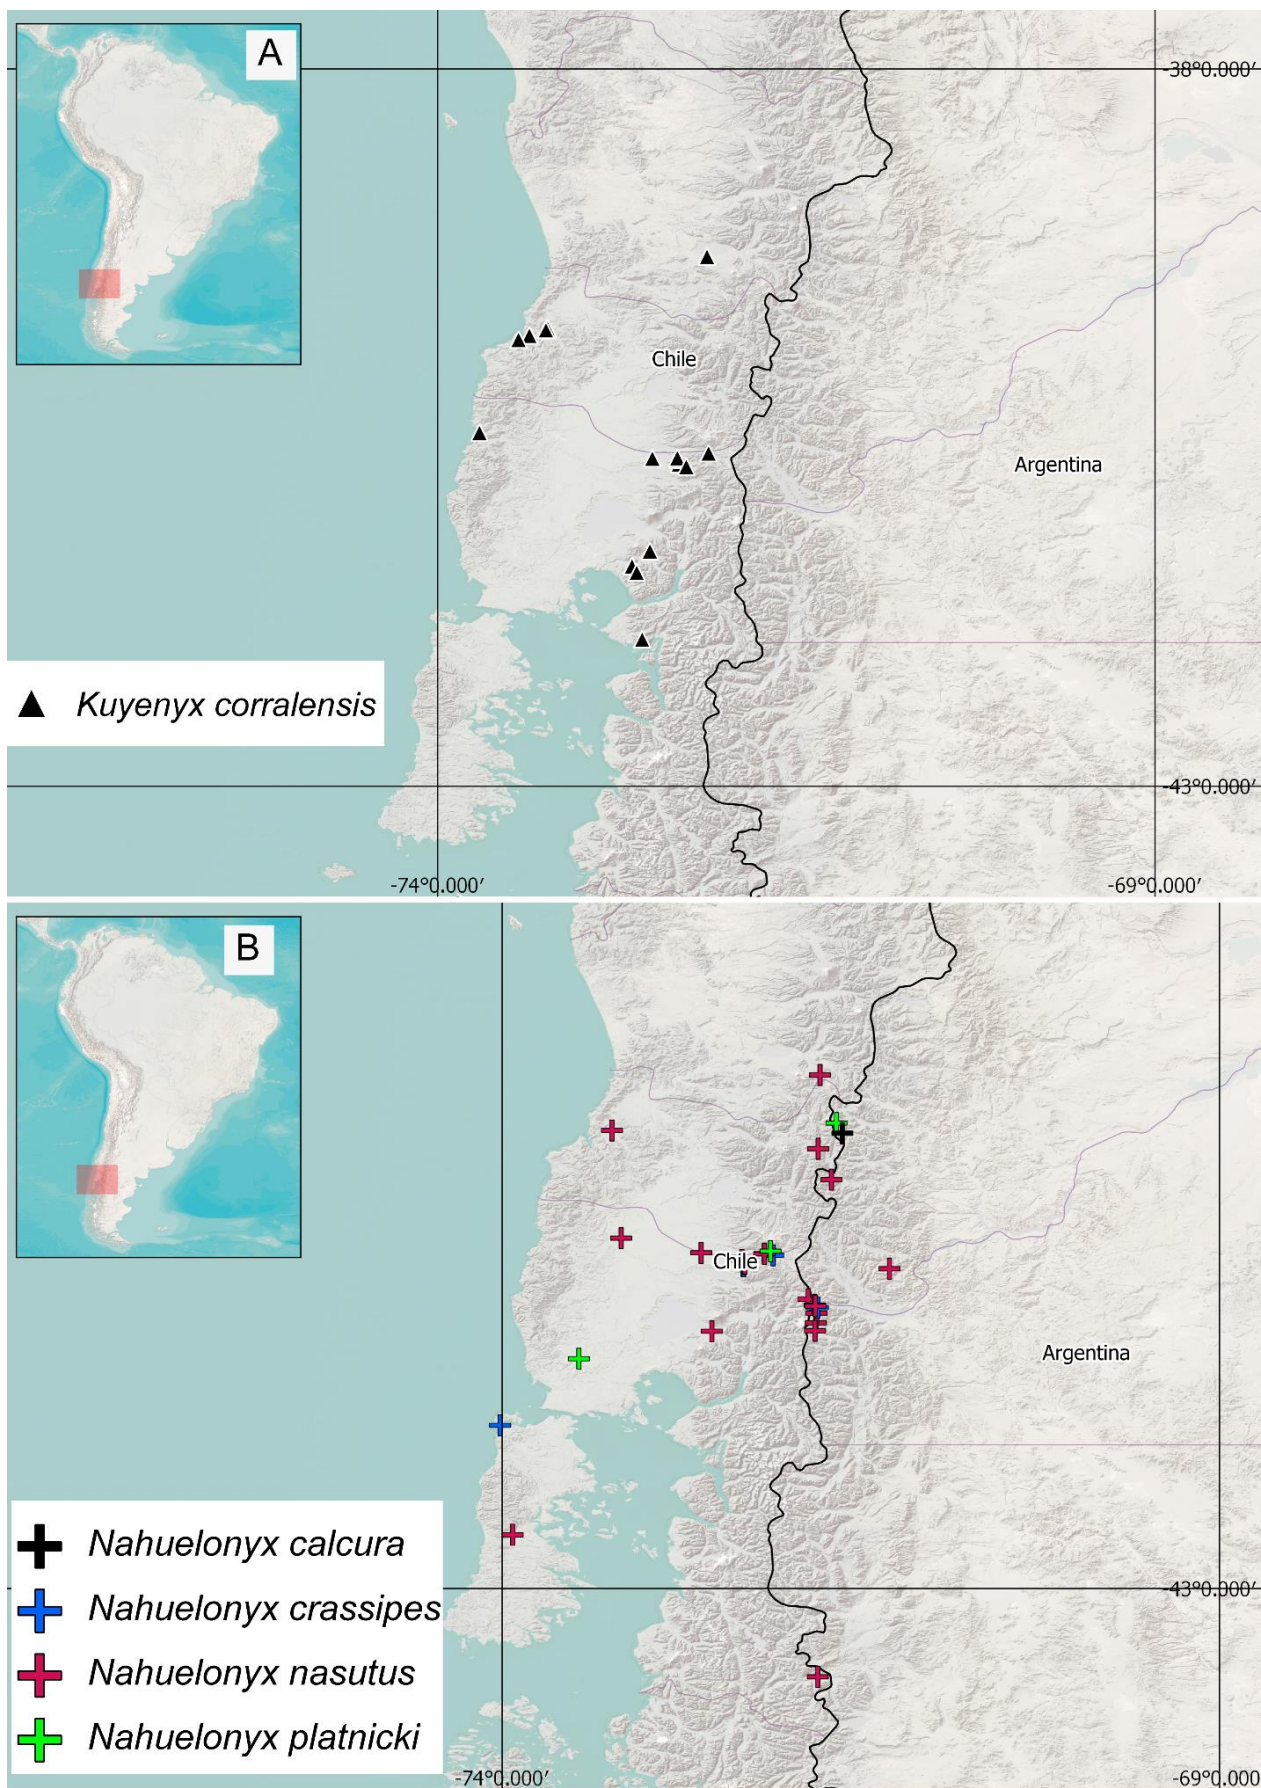 A
-38°0.000′
Chile
Argentina
Kuyenyx corralensis
-43°0.000′
-74°0.000′
-69°0.000′
B
Chile
Argentina
Nahuelonyx calcura
Nahuelonyx crassipes
-43°0.000′
Nahuelonyx nasutus
Nahuelonyx platnicki
-74°0.000′
-69°0.000′